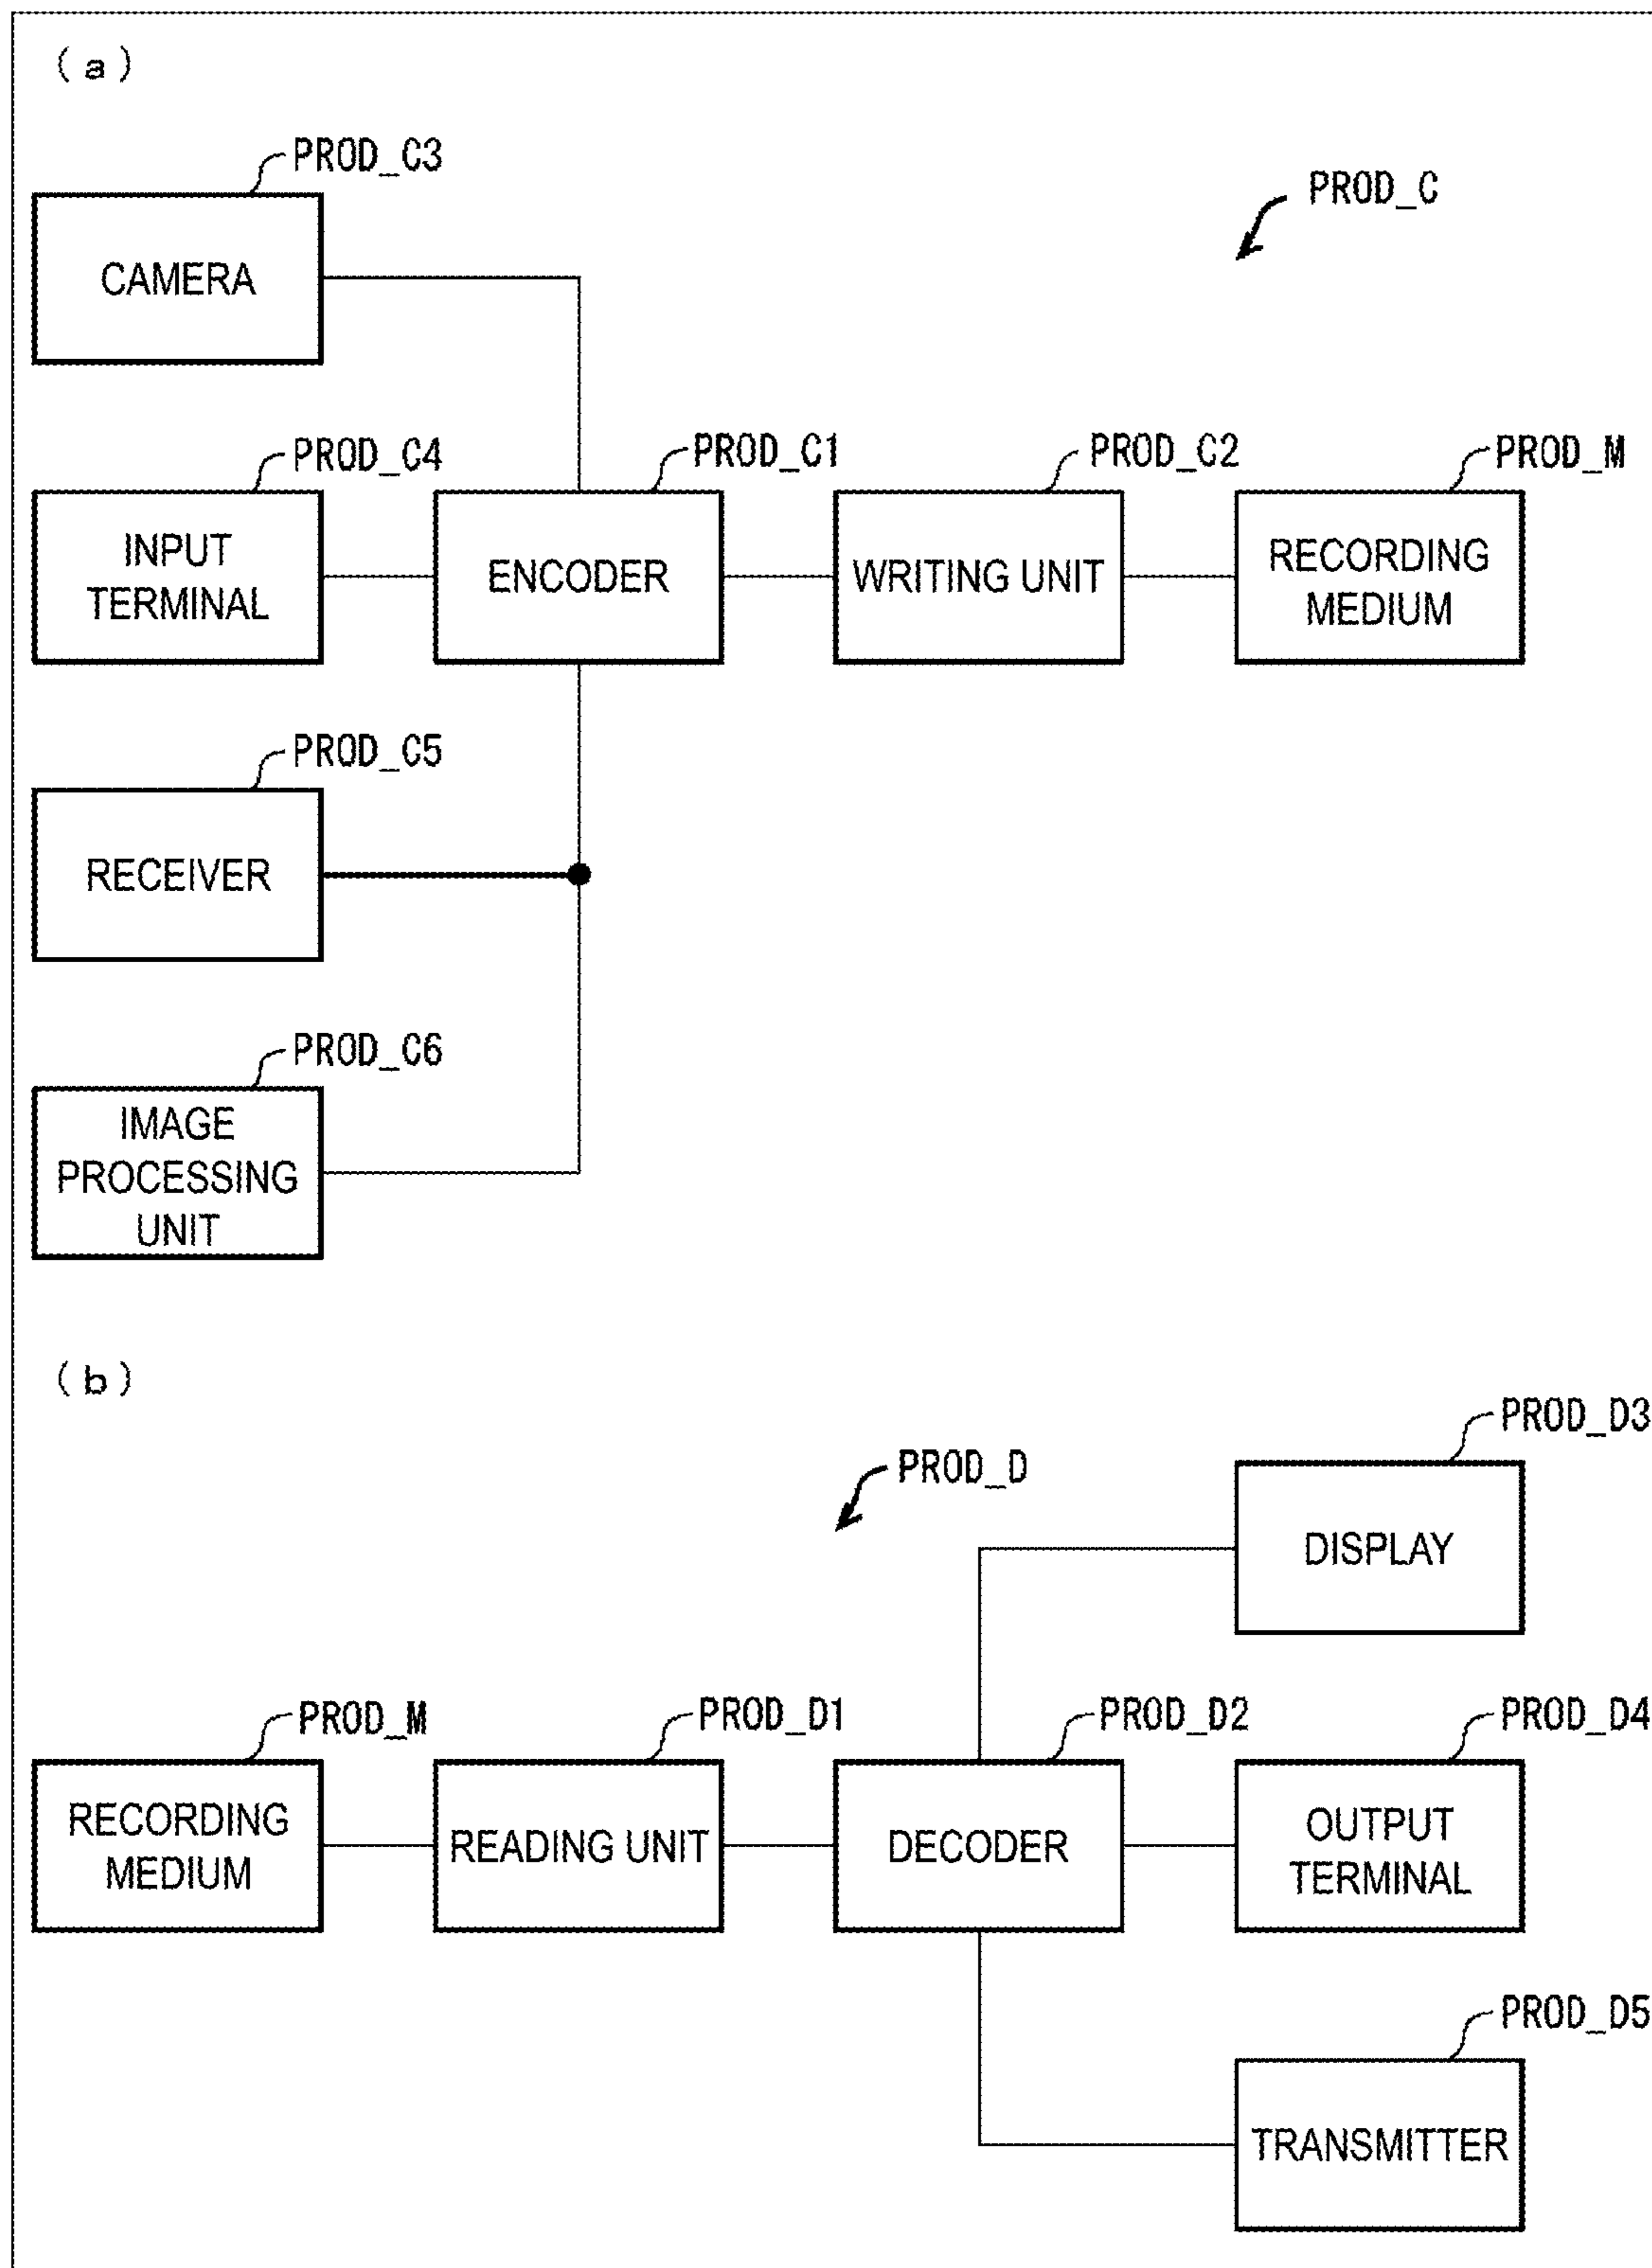 (a)
PROD_C3
PROD_C
CAMERA
PROD_C4
PROD_C1
PROD_C2
PROD_M
INPUT
TERMINAL
ENCODER
WRITING UNIT
RECORDING
MEDIUM
PROD_C5
RECEIVER
PROD_C6
IMAGE
PROCESSING
UNIT
(b)
PROD_D3
PROD_D
DISPLAY
PROD_M
PROD_D1
PROD_D2
PROD_D4
RECORDING
MEDIUM
READING UNIT
DECODER
OUTPUT
TERMINAL
PROD_D5
TRANSMITTER